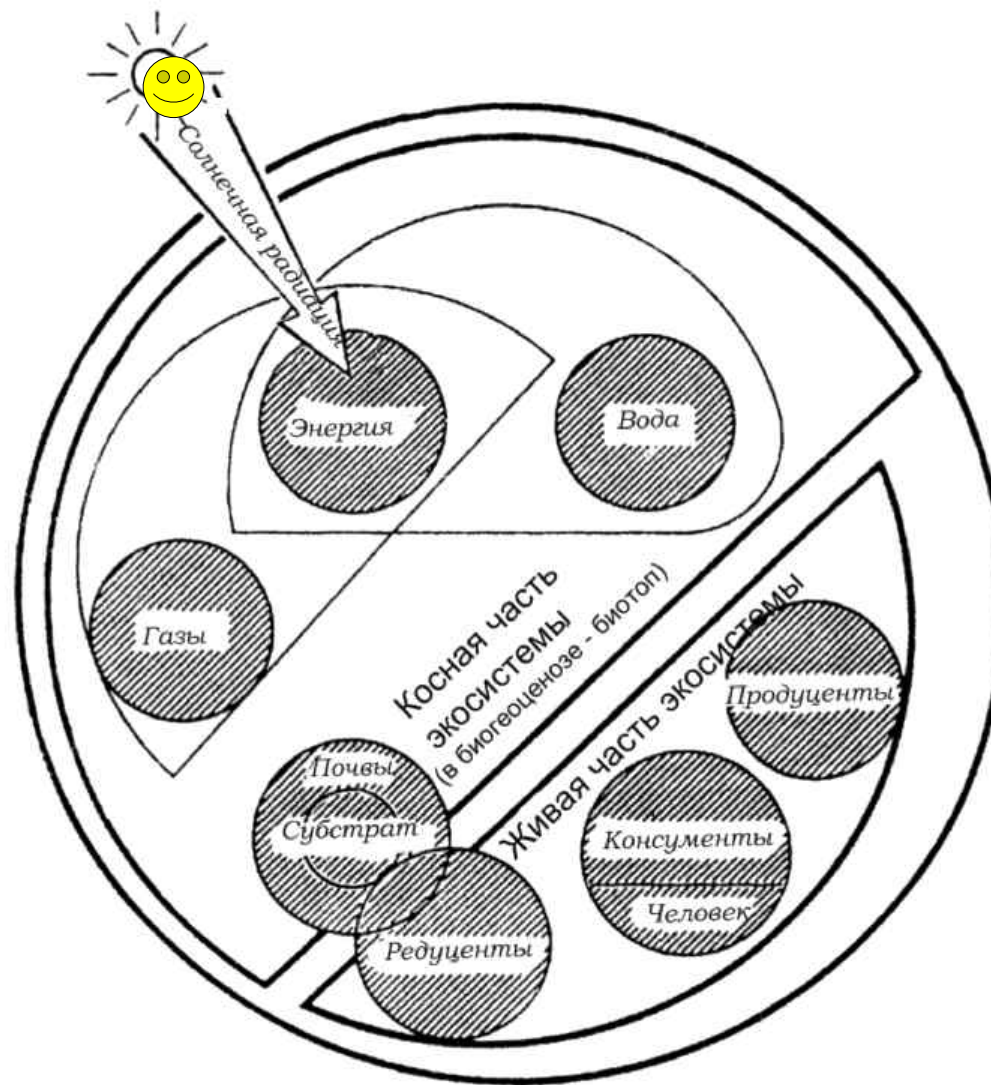 Солнечная радиация
Энергия
Вода
Газы
Косная часть
экосистемы
(в биогеоценозе - биотоп)
Живая часть экосистемы
Продуценты
Почвы
Субстрат
Консументы
Человек
Редуценты